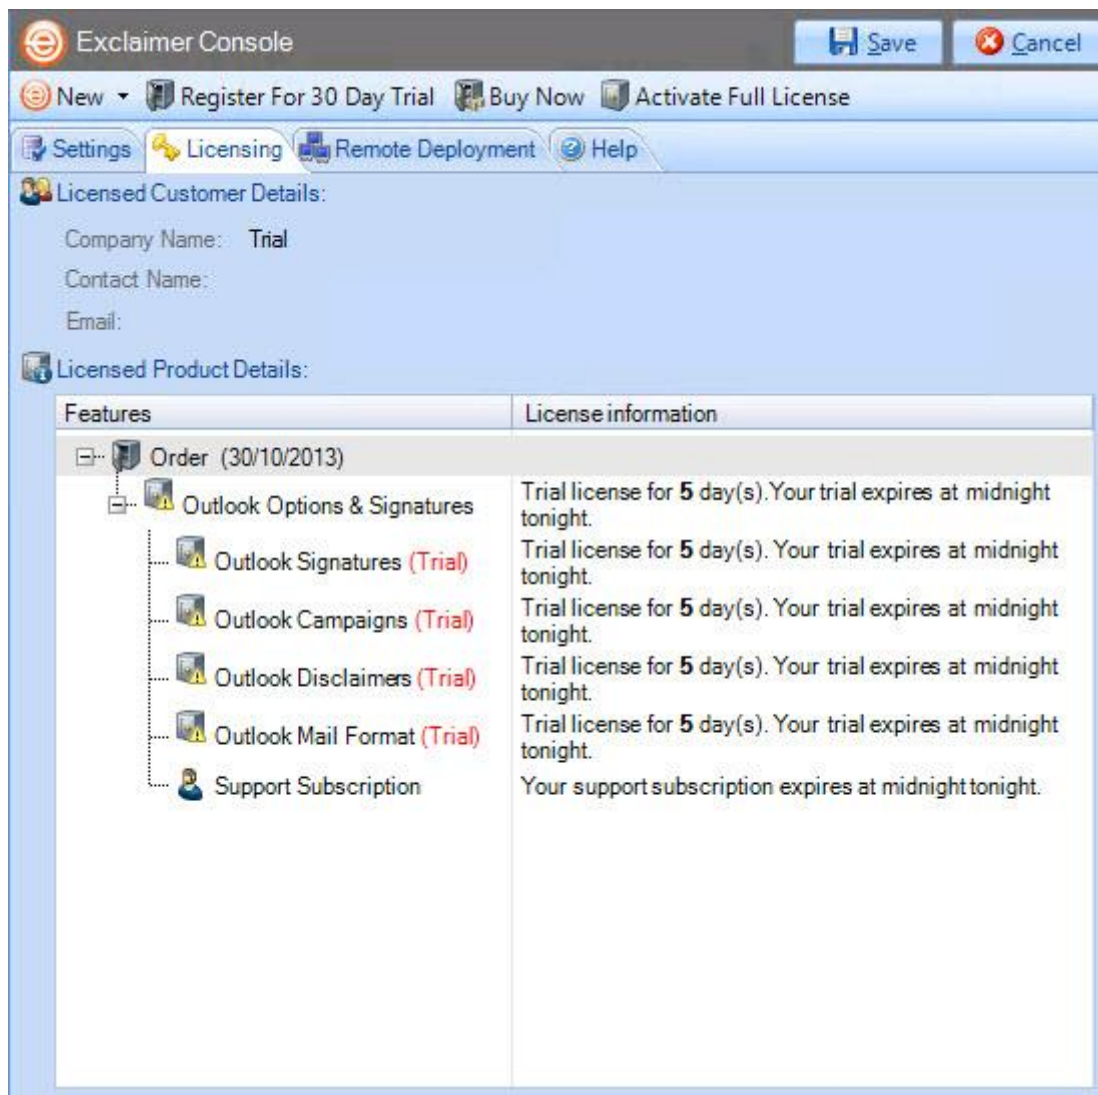 Exclaimer Console
Save
Cancel
New
Register For 30 Day Trial
Buy Now
Activate Full License
Settings
Licensing
Remote Deployment
Help
Licensed Customer Details:
Company Name: Trial
Contact Name:
Email:
Licensed Product Details:
Features
License information
Order (30/10/2013)
Outlook Options & Signatures
Trial license for 5 day(s).Your trial expires at midnight
tonight.
Outlook Signatures (Trial)
Trial license for 5 day(s). Your trial expires at midnight
tonight.
Outlook Campaigns (Trial)
Trial license for 5 day(s). Your trial expires at midnight
tonight.
Outlook Disclaimers (Trial)
Trial license for 5 day(s). Your trial expires at midnight
tonight.
Outlook Mail Format (Trial)
Trial license for 5 day(s). Your trial expires at midnight
tonight.
Support Subscription
Your support subscription expires at midnight tonight.